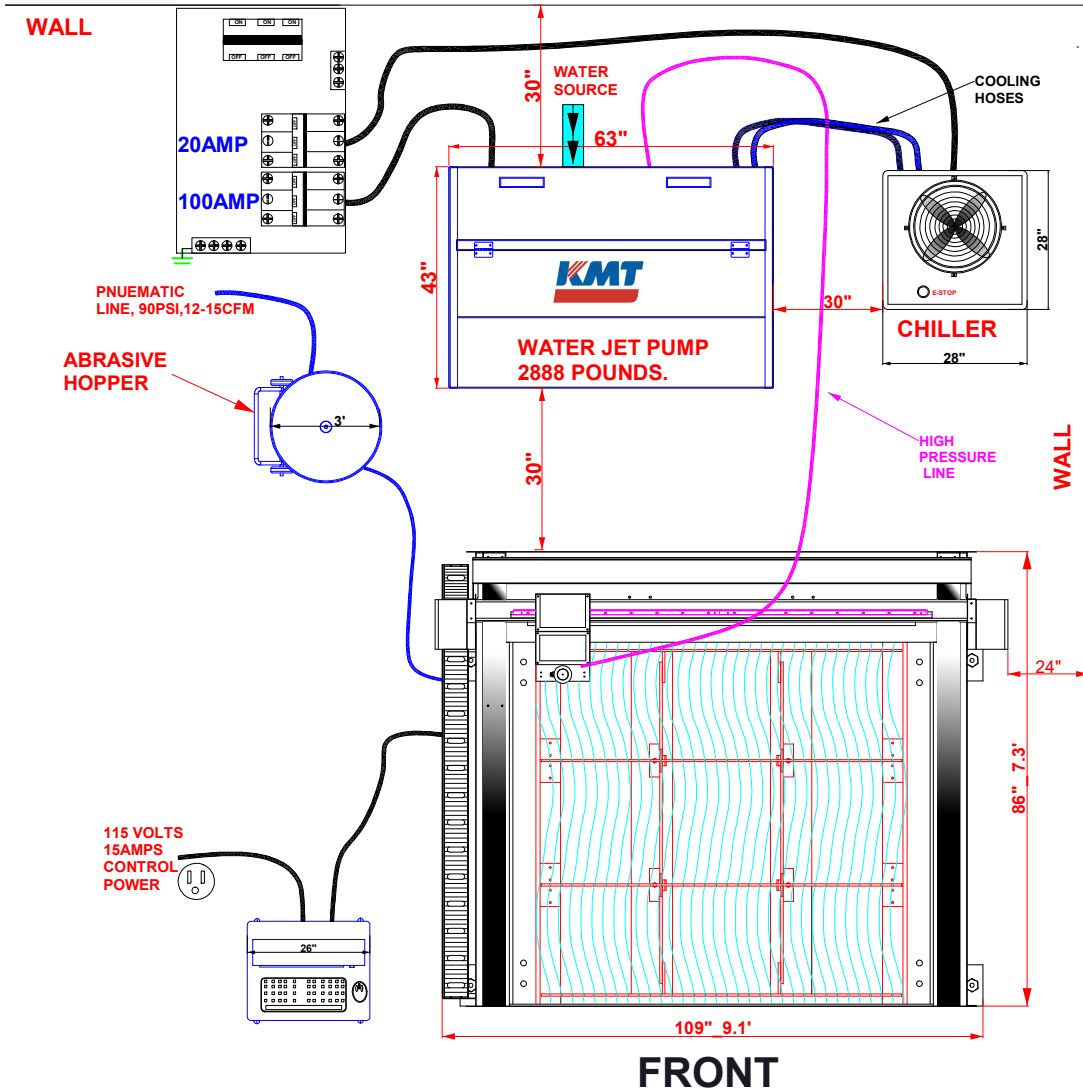 WALL
ON ON ON
OFF OFF OFF
20AMP
100AMP
30"
WATER
SOURCE
63"
COOLING
HOSES
43"
KMT
WATER JET PUMP
2888 POUNDS.
30"
28"
E-STOP
CHILLER
28"
PNUEMATIC
LINE, 90PSI,12-15CFM
ABRASIVE
HOPPER
3'
30"
HIGH
PRESSURE
LINE
WALL
24"
86"_7.3'
115 VOLTS
15AMPS
CONTROL
POWER
26"
109"_9.1'
FRONT